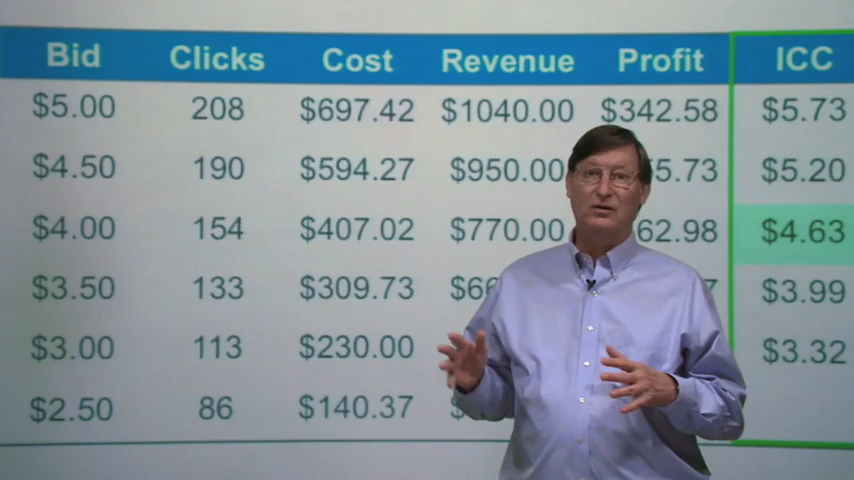 Bid Clicks Cost Revenue Profit ICC
$5.00 208 $697.42 $1040.00 $342.58 $5.73
$4.50 190 $594.27 $950.00 $5.20
$4.00 154 $407.02 $770.00 $4.63
$3.50 133 $309.73 $3.99
$3.00 113 $230.00 $3.32
$2.50 86 $140.37